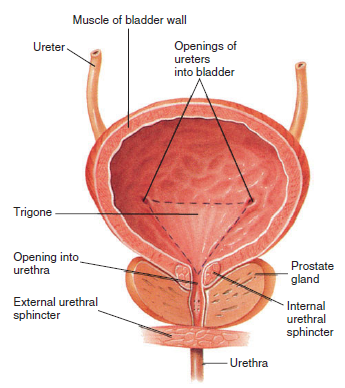 Muscle of bladder wall
Ureter
Openings of
ureters
into bladder
Trigone
Opening into
urethra
Prostate
gland
External urethral
sphincter
Internal
urethral
sphincter
Urethra